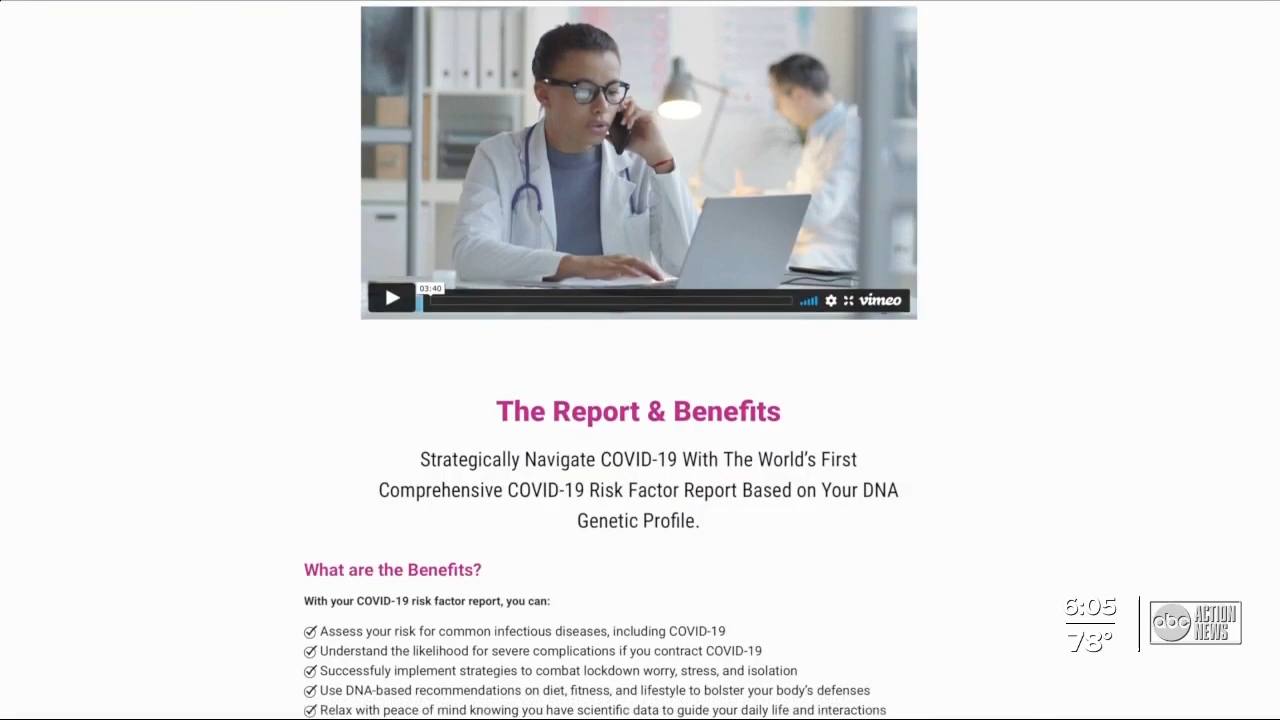 03:40
vimeo
The Report & Benefits
Strategically Navigate COVID-19 With The World's First
Comprehensive COVID-19 Risk Factor Report Based on Your DNA
Genetic Profile.
What are the Benefits?
With your COVID-19 risk factor report, you can:
Assess your risk for common infectious diseases, including COVID-19
Understand the likelihood for severe complications if you contract COVID-19
Successfuly implement strategies to combat lockdown worry, stress, and isolation
Use DNA-based recommendations on diet, fitness, and lifestyle to bolster your body's defenses
Relax with peace of mind knowing you have scientific data to guide your daily life and interactions
6:05
78°
abc ACTION
NEWS